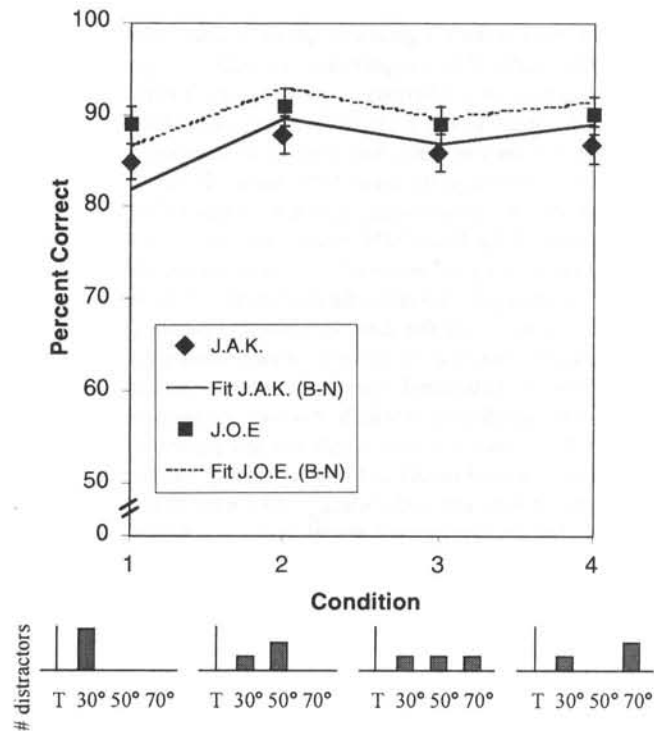 100
90
80
70
60
50
0
Percent Correct
J.A.K.
Fit J.A.K. (B-N)
J.O.E
Fit J.O.E. (B-N)
1 2 3 4
Condition
# distractors
T 30° 50° 70° T 30° 50° 70° T 30° 50° 70° T 30° 50° 70°